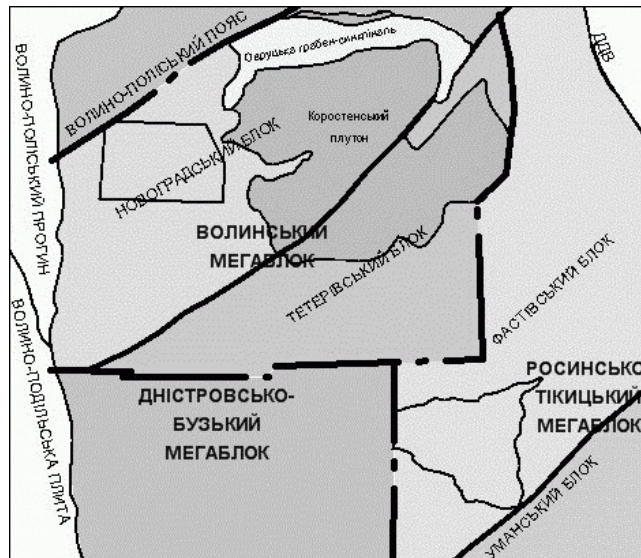 ВОЛИНО-ПОЛІСЬКИЙ ПОЯС
Овруцька грабен-синкліналь
ДДВ
ВОЛИНО-ПОЛІСЬКИЙ ПРОГИН
Коростенський
плутон
НОВОГРАДСЬКИЙ БЛОК
ВОЛИНСЬКИЙ
МЕГАБЛОК
ТЕТЕРІВСЬКИЙ БЛОК
ФАСТІВСЬКИЙ БЛОК
ВОЛИНО-ПОДІЛЬСЬКА ПЛИТА
ДНІСТРОВСЬКО-
БУЗЬКИЙ
МЕГАБЛОК
РОСИНСЬКО
ТІКИЦЬКИЙ
МЕГАБЛОК
УМАНСЬКИЙ БЛОК